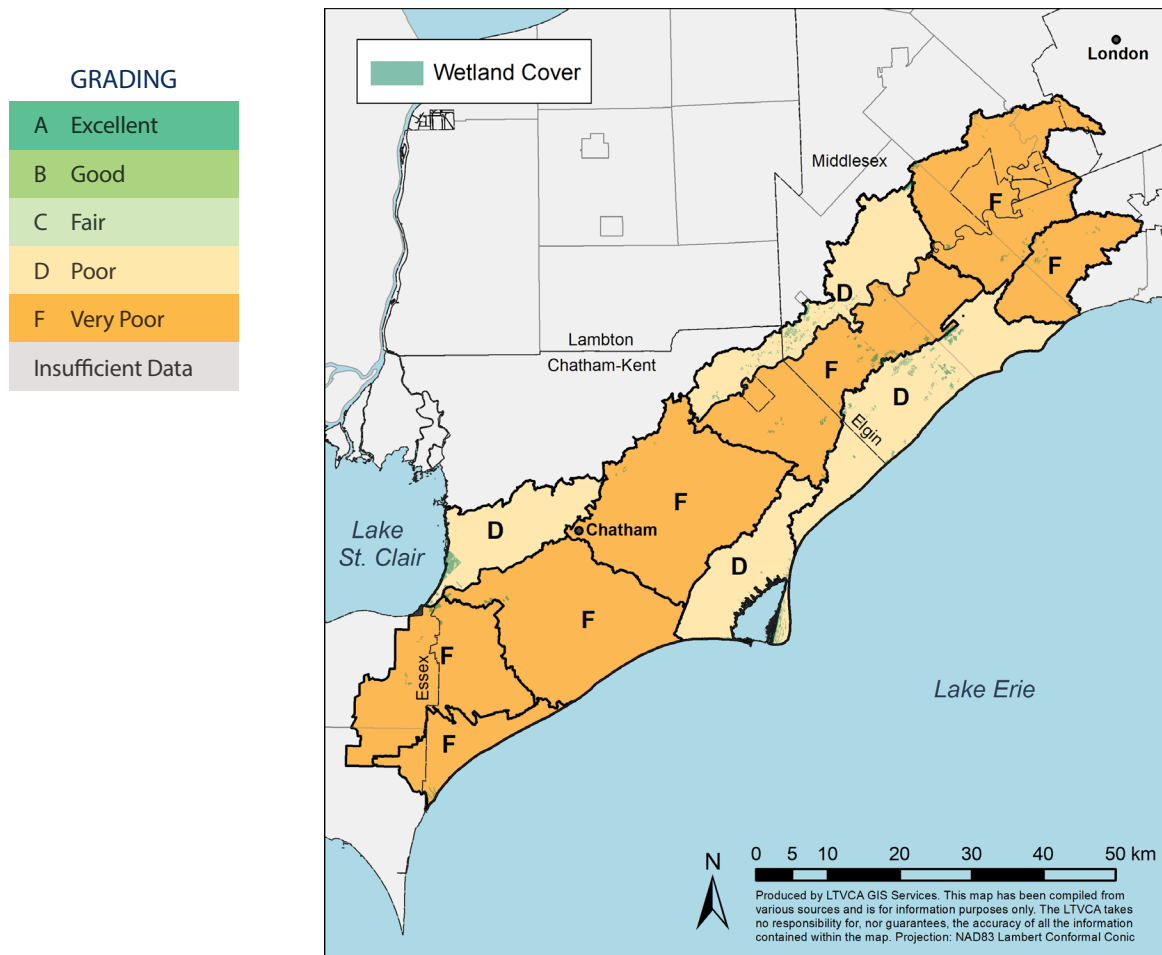 GRADING
A Excellent
B Good
C Fair
D Poor
F Very Poor
Insufficient Data
Wetland Cover
London
Middlesex
F
F
D
Lambton
Chatham-Kent
F
D
Elgin
F
D
Chatham
Lake
St. Clair
D
F
F
Essex
F
Lake Erie
N
0 5 10 20 30 40 50 km
Produced by LTVCA GIS Services. This map has been compiled from
various sources and is for information purposes only. The LTVCA takes
no responsibility for, nor guarantees, the accuracy of all the information
contained within the map. Projection: NAD83 Lambert Conformal Conic